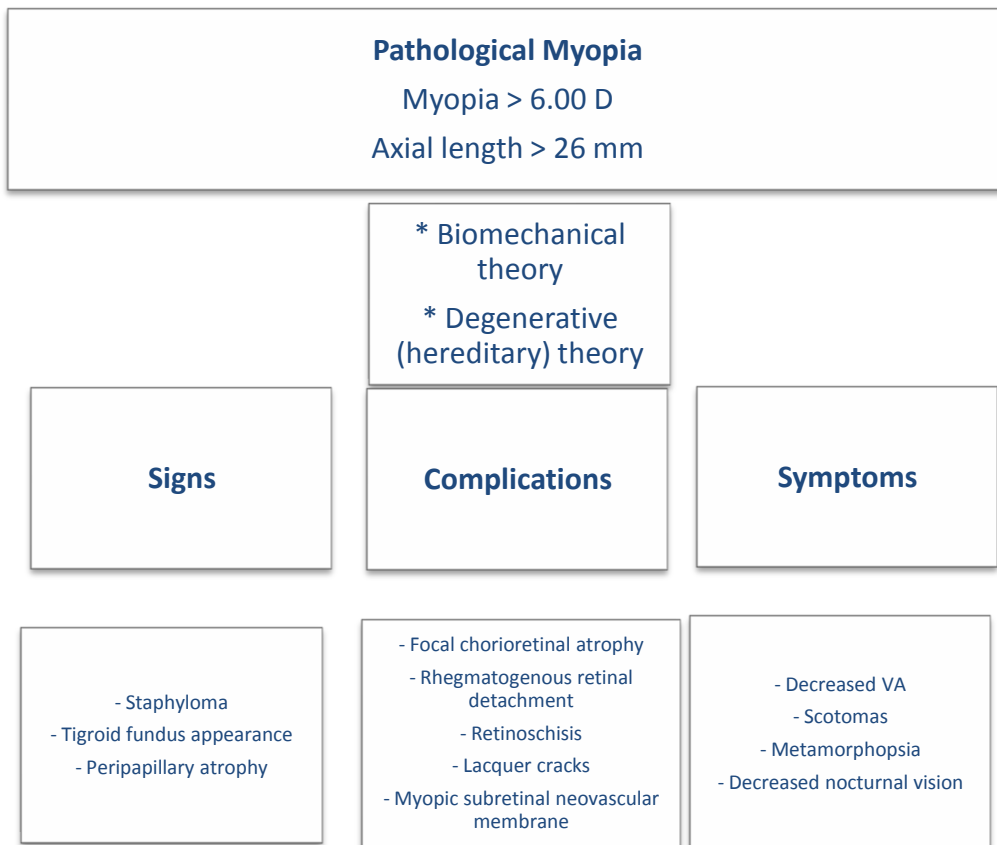 Pathological Myopia
Myopia > 6.00 D
Axial length > 26 mm
* Biomechanical
theory
* Degenerative
(hereditary) theory
Signs
Complications
Symptoms
- Staphyloma
- Tigroid fundus appearance
- Peripapillary atrophy
- Focal chorioretinal atrophy
- Rhegmatogenous retinal
detachment
- Retinoschisis
- Lacquer cracks
- Myopic subretinal neovascular
membrane
- Decreased VA
- Scotomas
- Metamorphopsia
- Decreased nocturnal vision